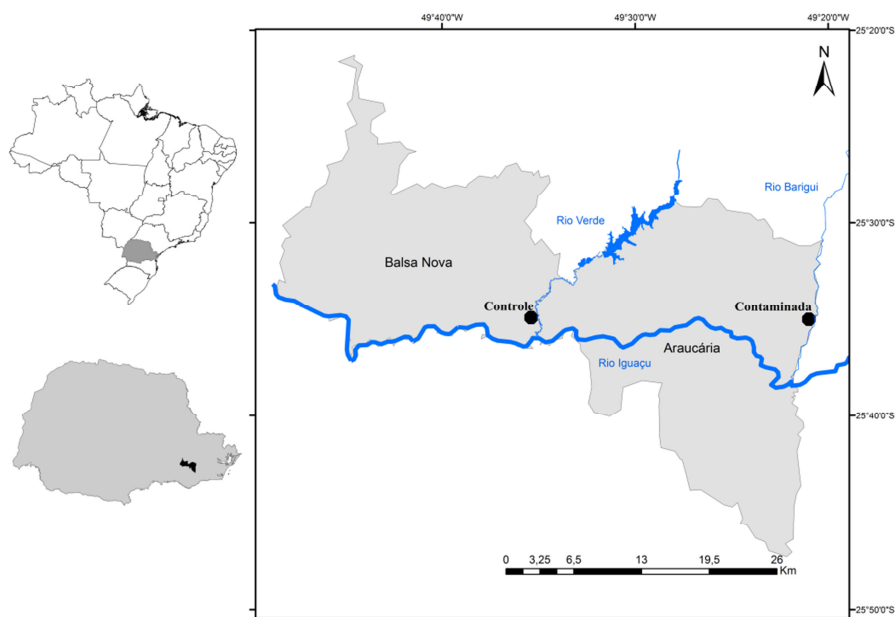 49°40'0"W 49°30'0"W 49°20'0"W
25°20'0"S
N
Rio Barigui
Rio Verde
25°30'0"S
Balsa Nova
Controle
Contaminada
Araucária
Rio Iguaçu
25°40'0"S
0 3,25 6,5 13 19,5 26
Km
25°50'0"S